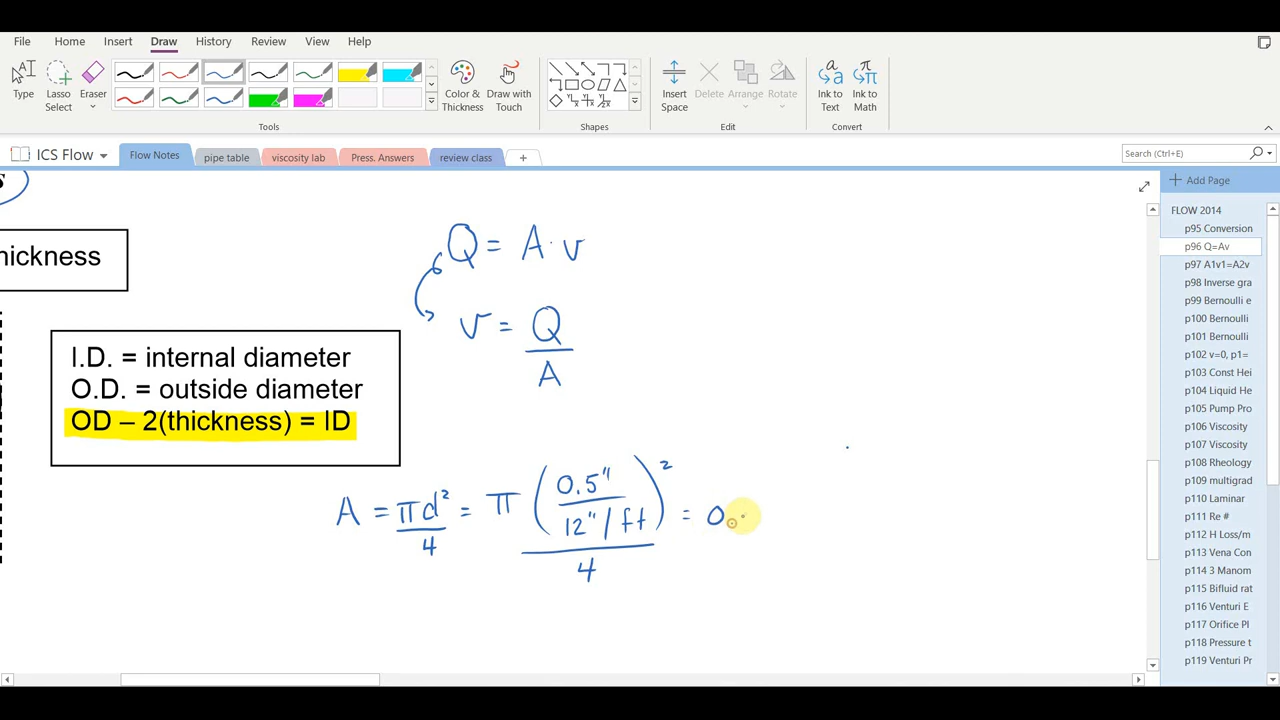 File Home Insert Draw History Review View Help
Type Lasso Select Eraser Color & Thickness Draw with Touch Insert Space Delete Arrange Rotate Ink to Text Ink to Math
Tools Shapes Edit Convert
ICS Flow Flow Notes pipe table viscosity lab Press. Answers review class + Search (Ctrl+E)
Add Page
FLOW 2014
p95 Conversion
p96 Q=Av
p97 A1v1=A2v
p98 Inverse gra
p99 Bernoulli e
p100 Bernoulli
p101 Bernoulli
p102 v=0, p1=
p103 Const Hei
p104 Liquid He
p105 Pump Pro
p106 Viscosity
p107 Viscosity
p108 Rheology
p109 multigrad
p110 Laminar
p111 Re #
p112 H Loss/m
p113 Vena Con
p114 3 Manom
p115 Bifluid rat
p116 Venturi E
p117 Orifice Pl
p118 Pressure t
p119 Venturi Pr
s
hickness
I.D. = internal diameter
O.D. = outside diameter
OD – 2(thickness) = ID
Q = A · v
v = Q / A
A = πd² / 4 = π (0.5" / 12"/ft)² / 4 = 0.